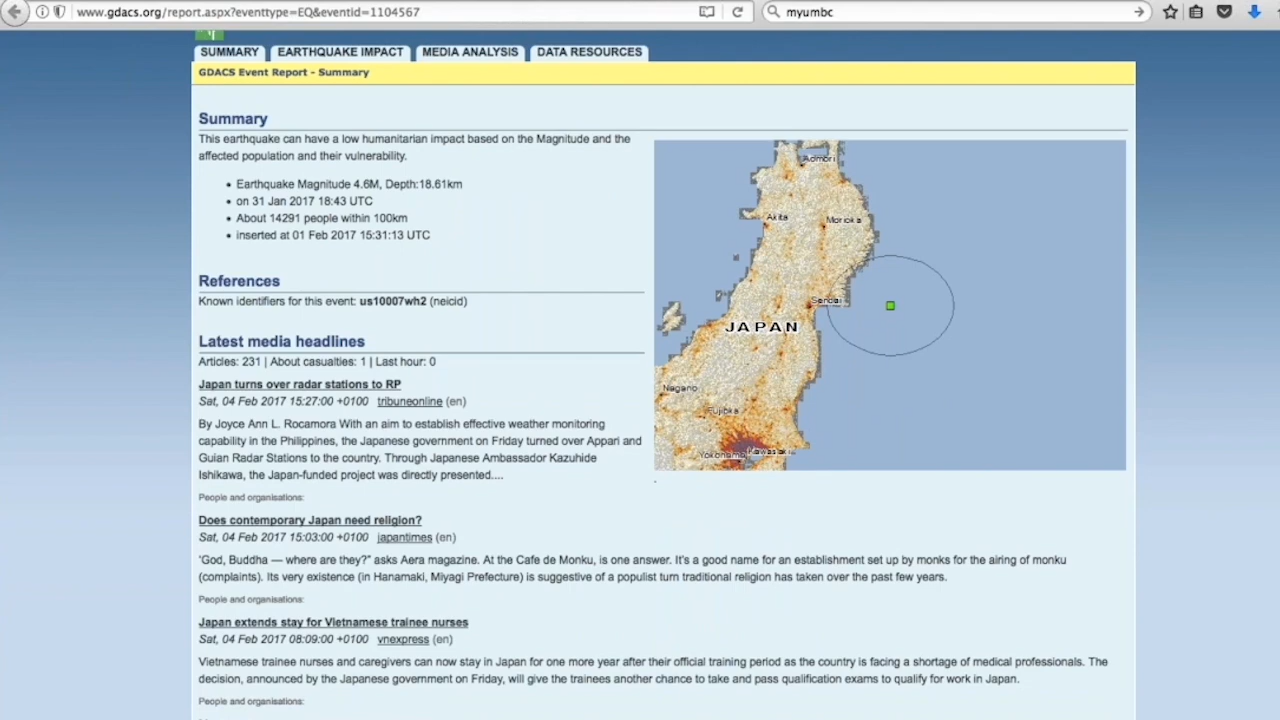 www.gdacs.org/report.aspx?eventtype=EQ&eventid=1104567
myumbc
SUMMARY EARTHQUAKE IMPACT MEDIA ANALYSIS DATA RESOURCES
GDACS Event Report - Summary
Summary
This earthquake can have a low humanitarian impact based on the Magnitude and the
affected population and their vulnerability.
• Earthquake Magnitude 4.6M, Depth:18.61km
• on 31 Jan 2017 18:43 UTC
• About 14291 people within 100km
• inserted at 01 Feb 2017 15:31:13 UTC
References
Known identifiers for this event: us10007wh2 (neicid)
Latest media headlines
Articles: 231 | About casualties: 1 | Last hour: 0
Japan turns over radar stations to RP
Sat, 04 Feb 2017 15:27:00 +0100 tribuneonline (en)
By Joyce Ann L. Rocamora With an aim to establish effective weather monitoring
capability in the Philippines, the Japanese government on Friday turned over Appari and
Guian Radar Stations to the country. Through Japanese Ambassador Kazuhide
Ishikawa, the Japan-funded project was directly presented....
People and organisations:
Does contemporary Japan need religion?
Sat, 04 Feb 2017 15:03:00 +0100 japantimes (en)
'God, Buddha — where are they?" asks Aera magazine. At the Cafe de Monku, is one answer. It's a good name for an establishment set up by monks for the airing of monku
(complaints). Its very existence (in Hanamaki, Miyagi Prefecture) is suggestive of a populist turn traditional religion has taken over the past few years.
People and organisations:
Japan extends stay for Vietnamese trainee nurses
Sat, 04 Feb 2017 08:09:00 +0100 vnexpress (en)
Vietnamese trainee nurses and caregivers can now stay in Japan for one more year after their official training period as the country is facing a shortage of medical professionals. The
decision, announced by the Japanese government on Friday, will give the trainees another chance to take and pass qualification exams to qualify for work in Japan.
People and organisations:
Aomori
Akita
Morioka
Sendai
JAPAN
Nagano
Fujioka
Yokohama
Kawasaki